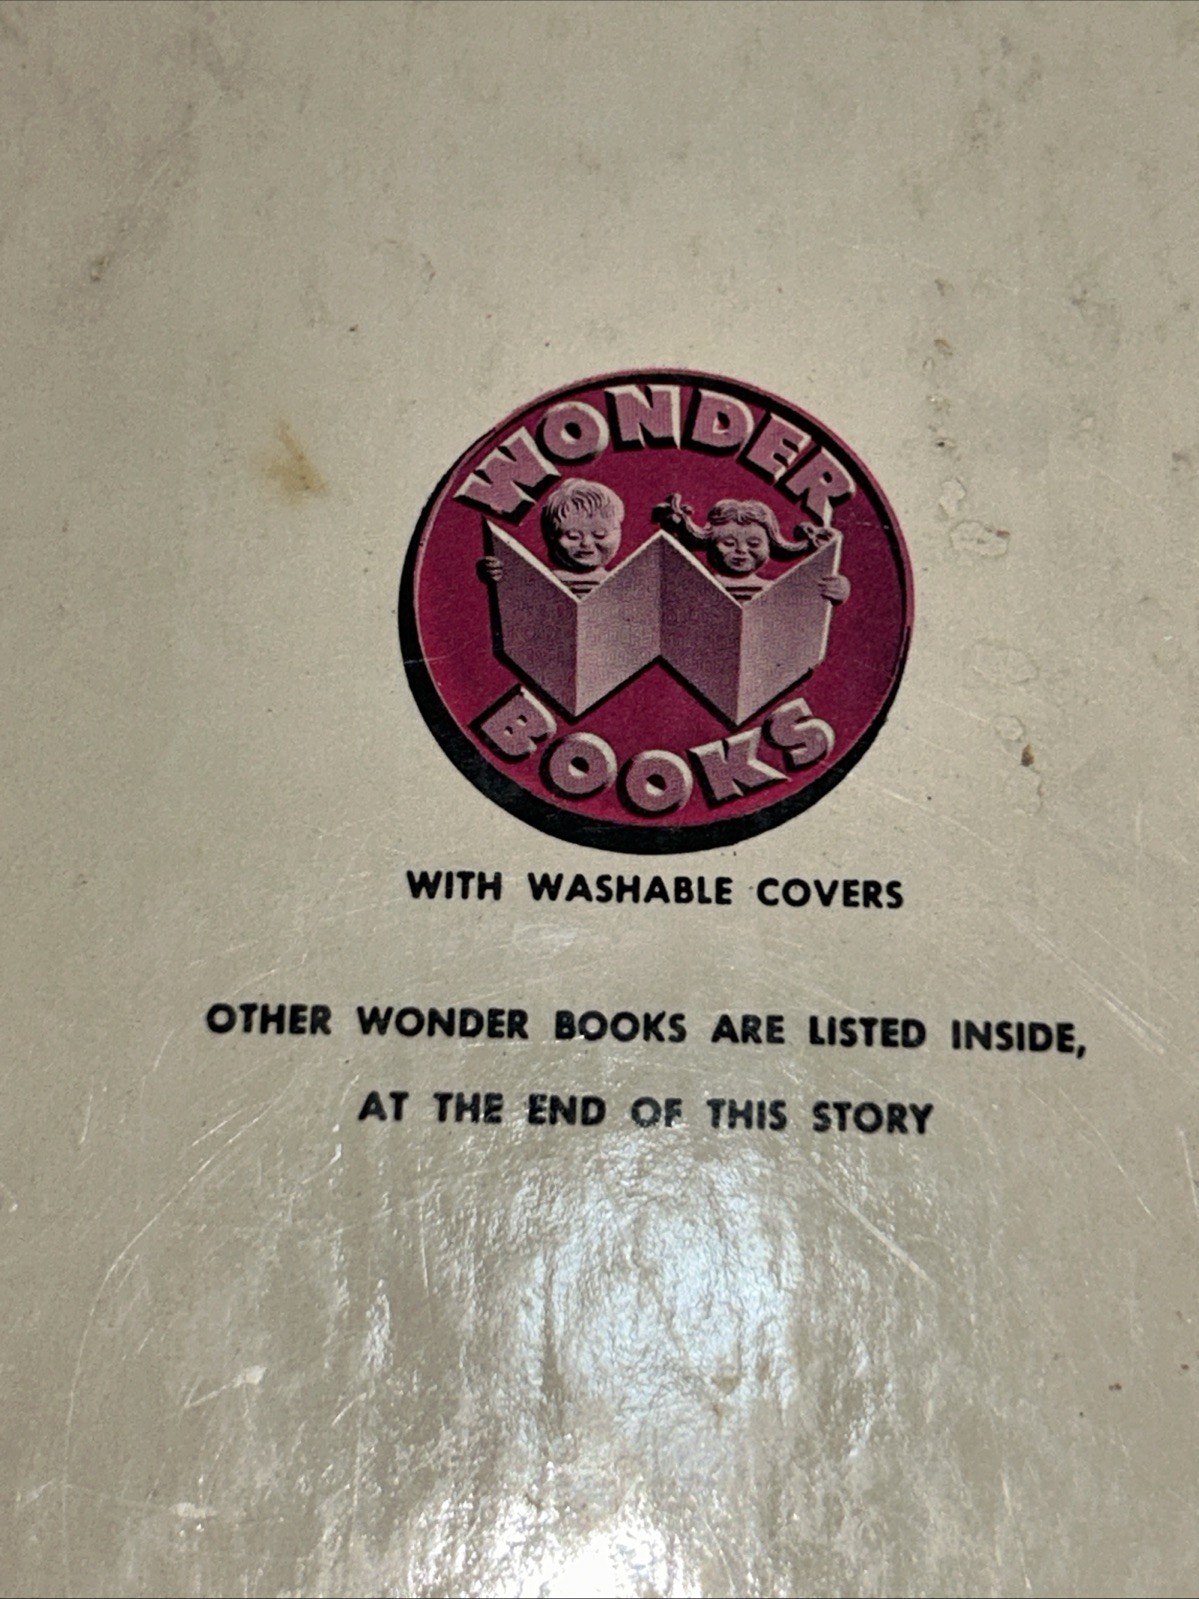 WONDER
BOOKS
WITH WASHABLE COVERS
OTHER WONDER BOOKS ARE LISTED INSIDE,
AT THE END OF THIS STORY